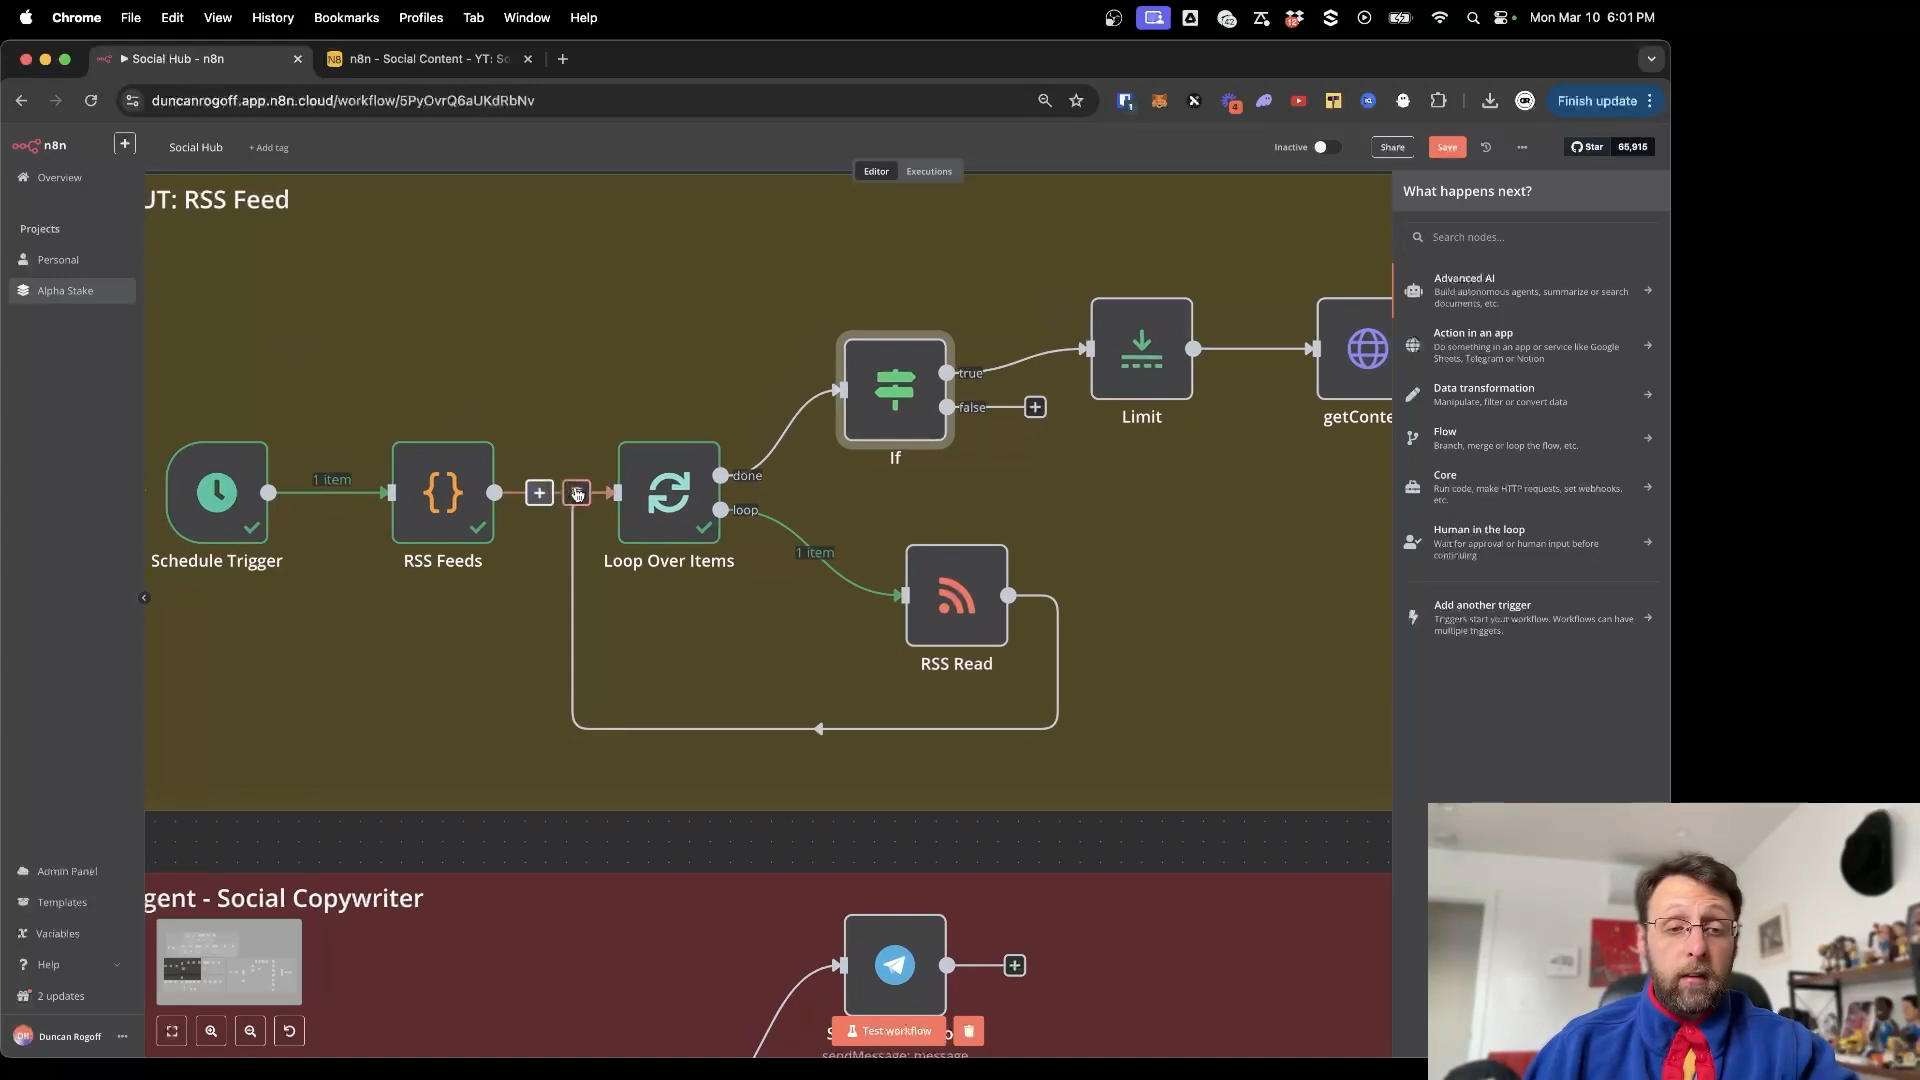 Chrome File Edit View History Bookmarks Profiles Tab Window Help
42
12
Mon Mar 10 6:01 PM
Social Hub - n8n
N8 n8n - Social Content - YT: So
duncanrogoff.app.n8n.cloud/workflow/5PyOvrQ6aUKdRbNv
1
4
Finish update
n8n
Social Hub
+ Add tag
Inactive
Share
Save
Star 65,915
Editor
Executions
Overview
Projects
Personal
Alpha Stake
UT: RSS Feed
Schedule Trigger
1 item
RSS Feeds
Loop Over Items
done
loop
1 item
If
true
false
Limit
getConte
RSS Read
What happens next?
Search nodes...
Advanced AI
Build autonomous agents, summarize or search
documents, etc.
Action in an app
Do something in an app or service like Google
Sheets, Telegram or Notion
Data transformation
Manipulate, filter or convert data
Flow
Branch, merge or loop the flow, etc.
Core
Run code, make HTTP requests, set webhooks,
etc.
Human in the loop
Wait for approval or human input before
continuing
Add another trigger
Triggers start your workflow. Workflows can have
multiple triggers.
Admin Panel
Templates
Variables
Help
2 updates
Duncan Rogoff
gent - Social Copywriter
Test workflow
sendMessage: message